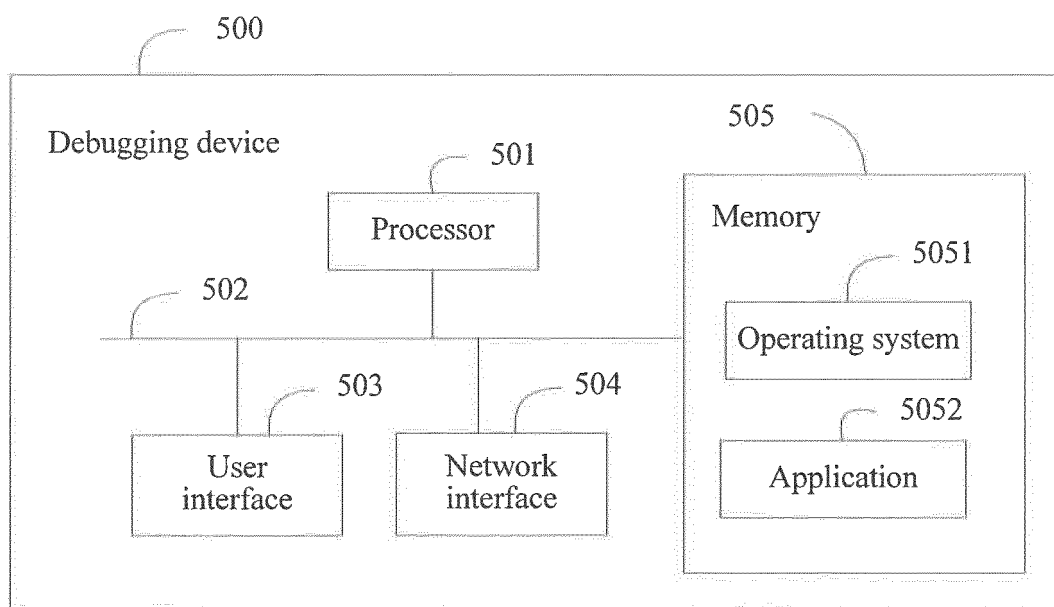 500
Debugging device
505
501
Processor
Memory
5051
502
Operating system
503
504
5052
User
interface
Network
interface
Application